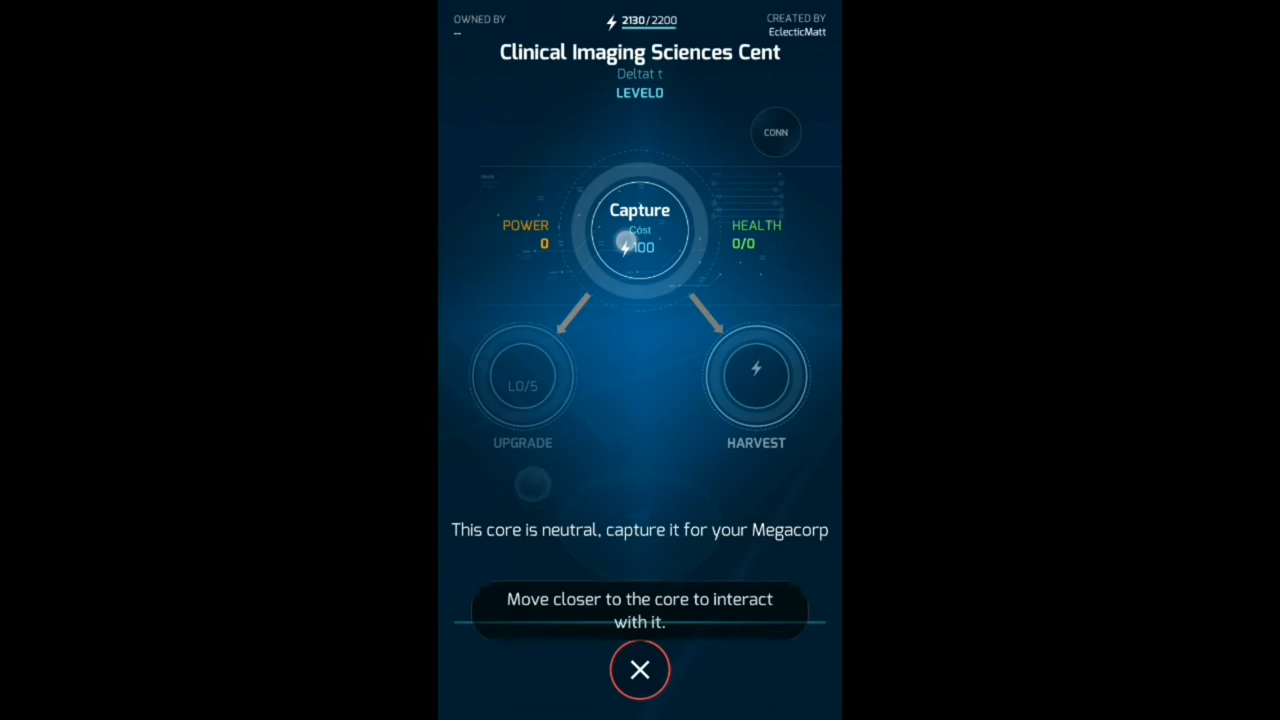 OWNED BY
--
2130/2200
CREATED BY
EclecticMatt
Clinical Imaging Sciences Cent
Deltat t
LEVEL0
CONN
Capture
Cost
100
POWER
0
HEALTH
0/0
L0/5
UPGRADE
HARVEST
This core is neutral, capture it for your Megacorp
Move closer to the core to interact
with it.